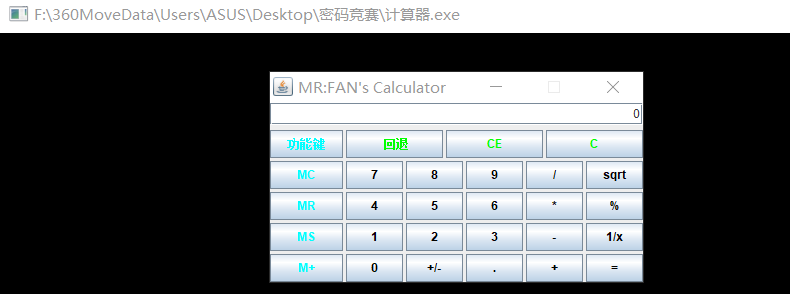 F:\360MoveData\Users\ASUS\Desktop\密码竞赛\计算器.exe
MR:FAN's Calculator
0
功能键 回退 CE C
MC 7 8 9 / sqrt
MR 4 5 6 * %
MS 1 2 3 - 1/x
M+ 0 +/- . + =